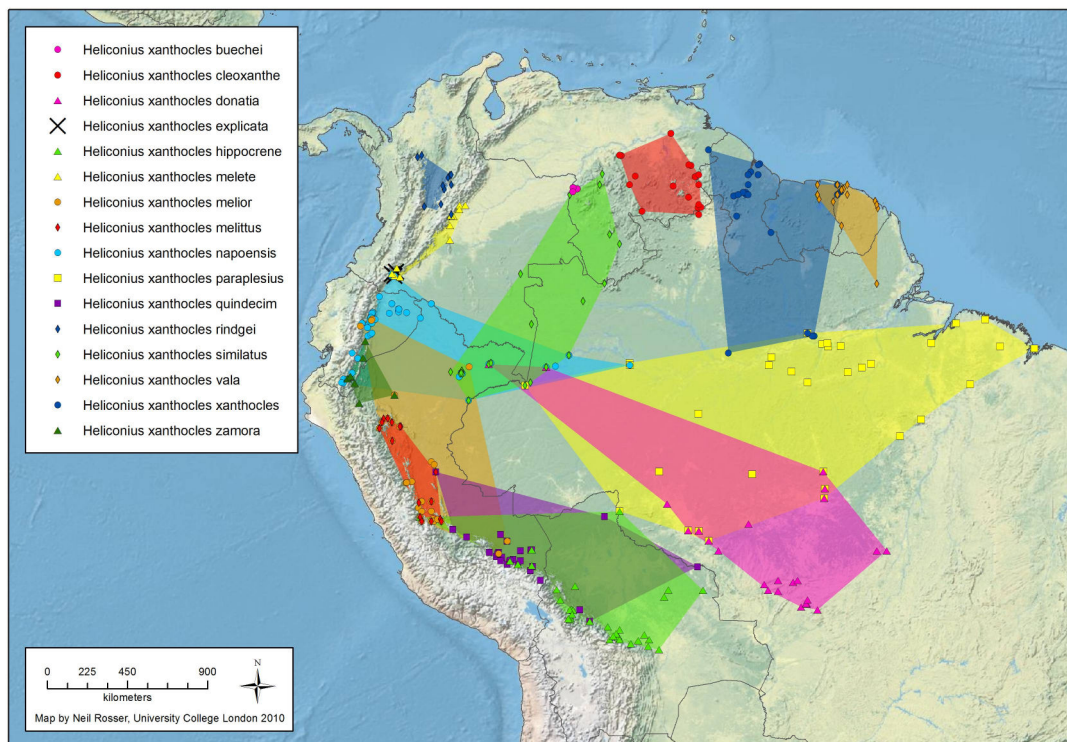 Heliconius xanthocles buechei
Heliconius xanthocles cleoxanthe
Heliconius xanthocles donatia
Heliconius xanthocles explicata
Heliconius xanthocles hippocrene
Heliconius xanthocles melete
Heliconius xanthocles melior
Heliconius xanthocles melittus
Heliconius xanthocles napoensis
Heliconius xanthocles paraplesius
Heliconius xanthocles quindecim
Heliconius xanthocles rindgei
Heliconius xanthocles similatus
Heliconius xanthocles vala
Heliconius xanthocles xanthocles
Heliconius xanthocles zamora
N
0 225 450 900
kilometers
Map by Neil Rosser, University College London 2010